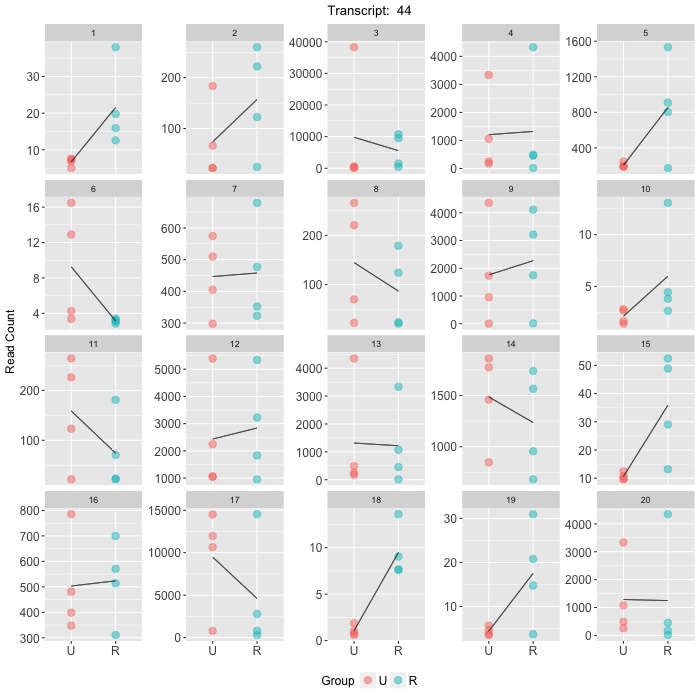 Transcript: 44
1 2 3 4 5
30 20 10
200 100
40000 30000 20000 10000 0
4000 3000 2000 1000 0
1600 1200 800 400
6 7 8 9 10
16 12 8 4
600 500 400 300
200 100
4000 3000 2000 1000 0
10 5
Read Count
11 12 13 14 15
200 100
5000 4000 3000 2000 1000
4000 3000 2000 1000 0
1500 1000
50 40 30 20 10
16 17 18 19 20
800 700 600 500 400 300
15000 10000 5000 0
10 5 0
30 20 10
4000 3000 2000 1000 0
U R U R U R U R U R
Group U R